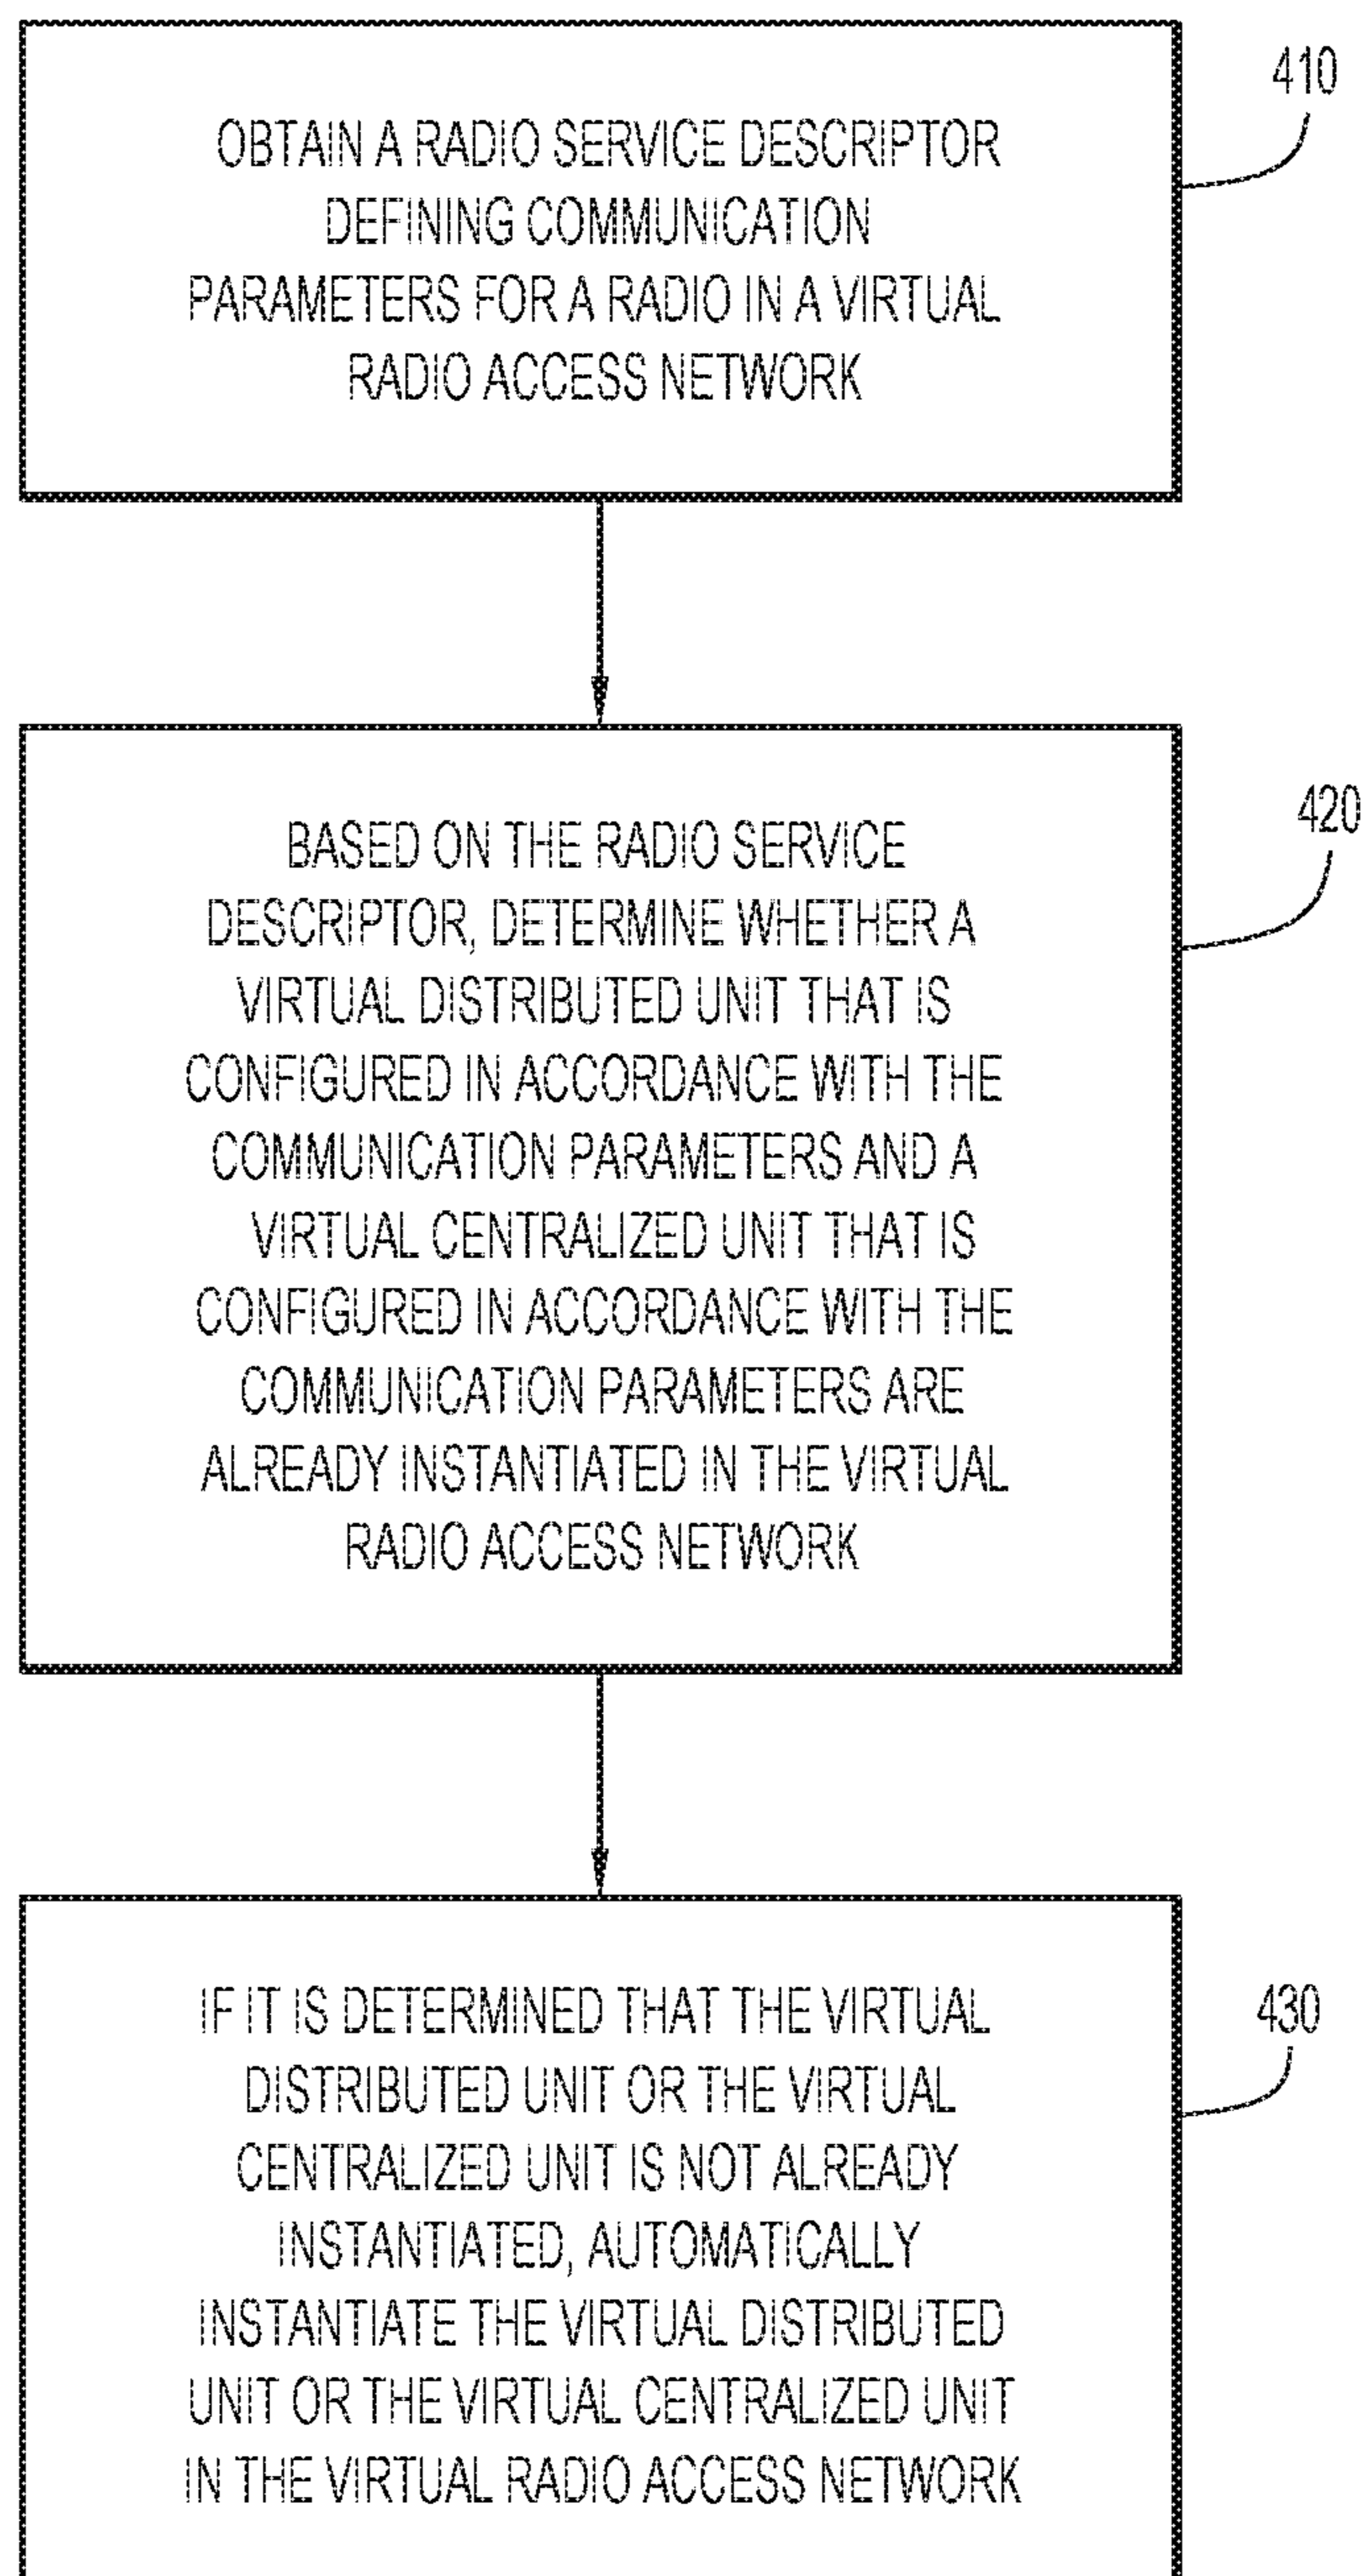 410
OBTAIN A RADIO SERVICE DESCRIPTOR
DEFINING COMMUNICATION
PARAMETERS FOR A RADIO IN A VIRTUAL
RADIO ACCESS NETWORK
420
BASED ON THE RADIO SERVICE
DESCRIPTOR, DETERMINE WHETHER A
VIRTUAL DISTRIBUTED UNIT THAT IS
CONFIGURED IN ACCORDANCE WITH THE
COMMUNICATION PARAMETERS AND A
VIRTUAL CENTRALIZED UNIT THAT IS
CONFIGURED IN ACCORDANCE WITH THE
COMMUNICATION PARAMETERS ARE
ALREADY INSTANTIATED IN THE VIRTUAL
RADIO ACCESS NETWORK
430
IF IT IS DETERMINED THAT THE VIRTUAL
DISTRIBUTED UNIT OR THE VIRTUAL
CENTRALIZED UNIT IS NOT ALREADY
INSTANTIATED, AUTOMATICALLY
INSTANTIATE THE VIRTUAL DISTRIBUTED
UNIT OR THE VIRTUAL CENTRALIZED UNIT
IN THE VIRTUAL RADIO ACCESS NETWORK